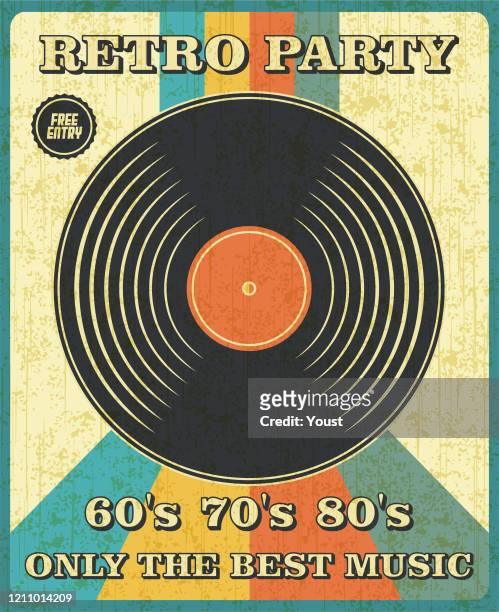 RETRO PARTY
FREE
ENTRY
gettyimages
Credit: Youst
60's 70's 80's
ONLY THE BEST MUSIC
1211014209